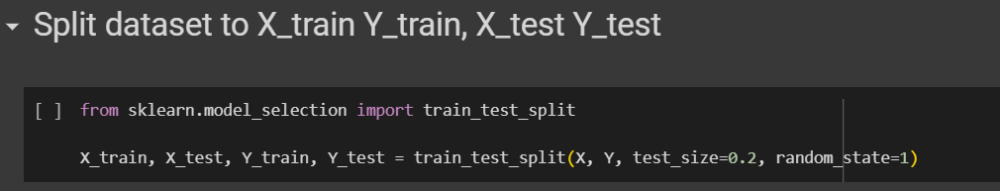 Split dataset to X_train Y_train, X_test Y_test
[ ] from sklearn.model_selection import train_test_split
X_train, X_test, Y_train, Y_test = train_test_split(X, Y, test_size=0.2, random_state=1)